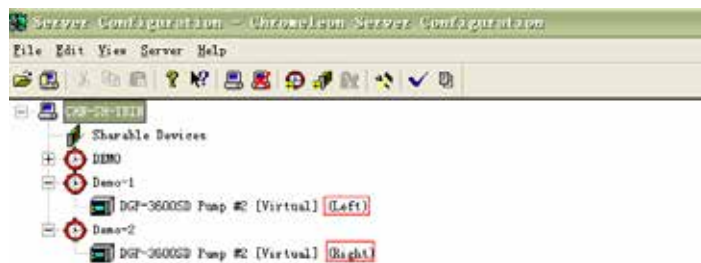 Server Configuration - Chromeleon Server Configuration
File Edit View Server Help
Sharable Devices
DEMO
Demo-1
DGP-3600SD Pump #2 [Virtual] (Left)
Demo-2
DGP-3600SD Pump #2 [Virtual] (Right)